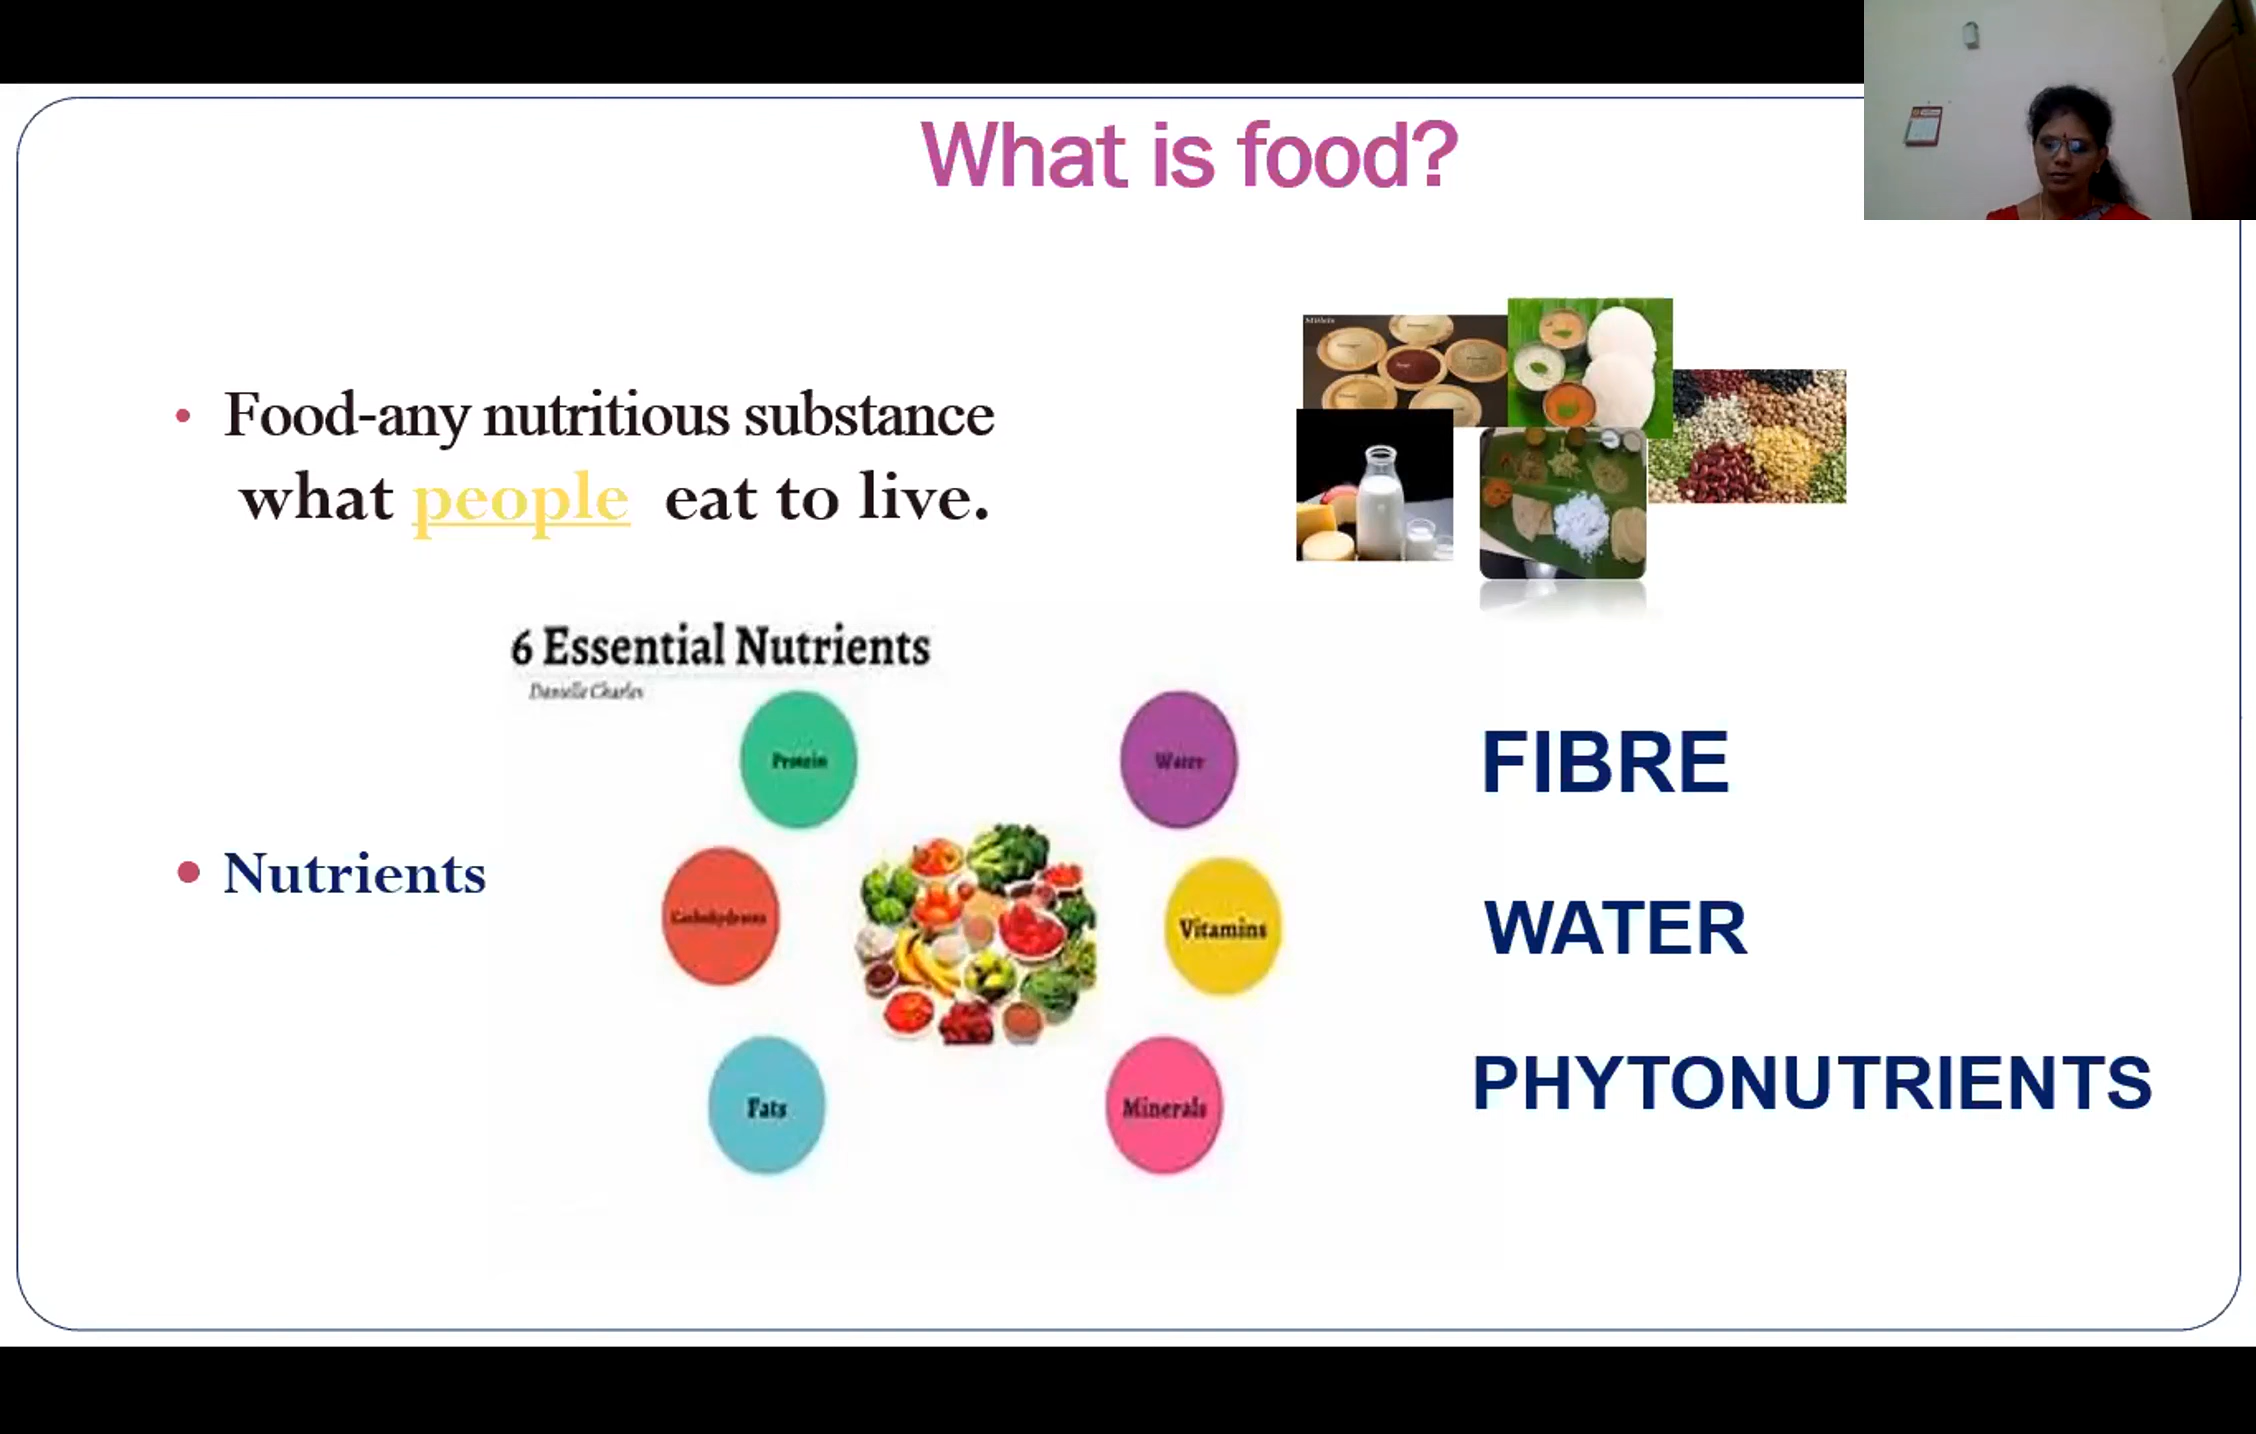 What is food?
• Food-any nutritious substance
what people eat to live.
6 Essential Nutrients
Danielle Charles
Protein
Water
FIBRE
• Nutrients
Carbohydrates
Vitamins
WATER
Fats
Minerals
PHYTONUTRIENTS